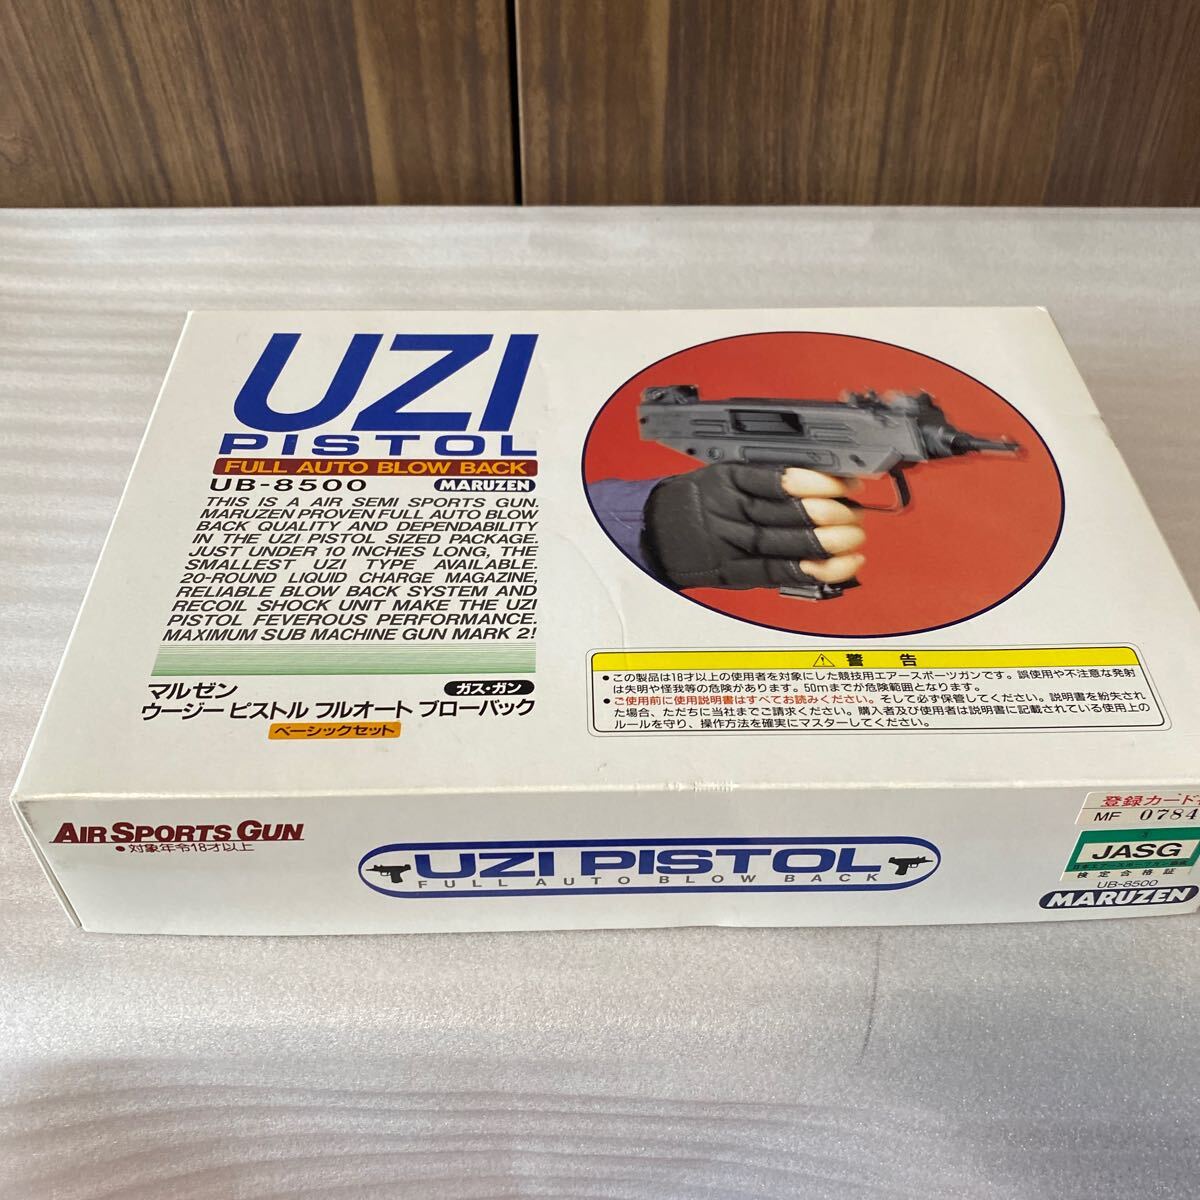 UZI
PISTOL
FULL AUTO BLOW BACK
UB-8500 MARUZEN
THIS IS A AIR SEMI SPORTS GUN.
MARUZEN PROVEN FULL AUTO BLOW
BACK QUALITY AND DEPENDABILITY
IN THE UZI PISTOL SIZED PACKAGE.
JUST UNDER 10 INCHES LONG, THE
SMALLEST UZI TYPE AVAILABLE.
20-ROUND LIQUID CHARGE MAGAZINE,
RELIABLE BLOW BACK SYSTEM AND
RECOIL SHOCK UNIT MAKE THE UZI
PISTOL FEVEROUS PERFORMANCE.
MAXIMUM SUB MACHINE GUN MARK 2!
マルゼン ガス・ガン
ウージー ピストル フルオート ブローバック
ベーシックセット
警告
●この製品は18才以上の使用者を対象にした競技用エアースポーツガンです。誤使用や不注意な発射
は失明や怪我等の危険があります。50mまでが危険範囲となります。
●ご使用前に使用説明書はすべてお読みください。そして必ず保管してください。説明書を紛失され
た場合、ただちに当社までご請求ください。購入者及び使用者は説明書に記載されている使用上の
ルールを守り、操作方法を確実にマスターしてください。
AIR SPORTS GUN
●対象年令18才以上
UZI PISTOL
FULL AUTO BLOW BACK
登録カード
MF 0784
JASG
検定合格証
UB-8500
MARUZEN